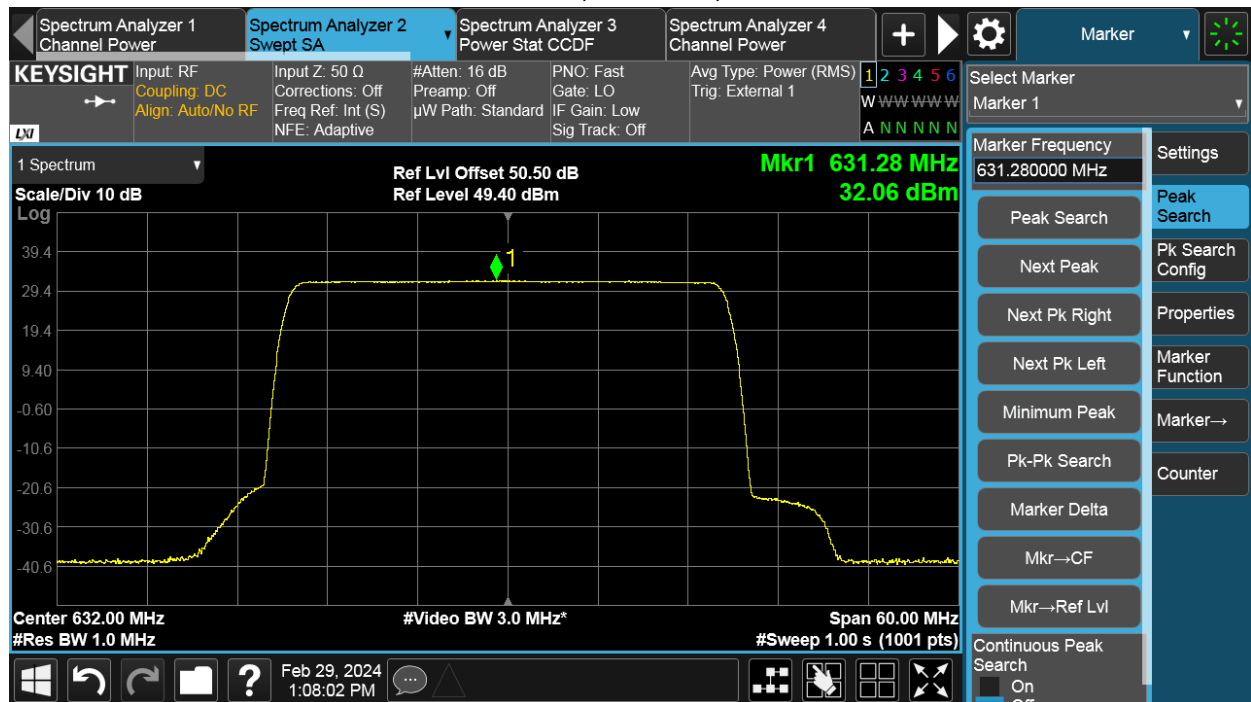 Spectrum Analyzer 1
Channel Power
Spectrum Analyzer 2
Swept SA
Spectrum Analyzer 3
Power Stat CCDF
Spectrum Analyzer 4
Channel Power
+
Marker
KEYSIGHT
LXI
Input: RF
Coupling: DC
Align: Auto/No RF
Input Z: 50 Ω
Corrections: Off
Freq Ref: Int (S)
NFE: Adaptive
#Atten: 16 dB
Preamp: Off
µW Path: Standard
PNO: Fast
Gate: LO
IF Gain: Low
Sig Track: Off
Avg Type: Power (RMS)
Trig: External 1
1 2 3 4 5 6
W W W W W W
A N N N N N
Select Marker
Marker 1
1 Spectrum
Scale/Div 10 dB
Log
Ref Lvl Offset 50.50 dB
Ref Level 49.40 dBm
Mkr1 631.28 MHz
32.06 dBm
1
39.4
29.4
19.4
9.40
-0.60
-10.6
-20.6
-30.6
-40.6
Center 632.00 MHz
#Res BW 1.0 MHz
#Video BW 3.0 MHz*
Span 60.00 MHz
#Sweep 1.00 s (1001 pts)
Marker Frequency
631.280000 MHz
Peak Search
Next Peak
Next Pk Right
Next Pk Left
Minimum Peak
Pk-Pk Search
Marker Delta
Mkr→CF
Mkr→Ref Lvl
Continuous Peak
Search
On
Off
Settings
Peak
Search
Pk Search
Config
Properties
Marker
Function
Marker→
Counter
?
Feb 29, 2024
1:08:02 PM